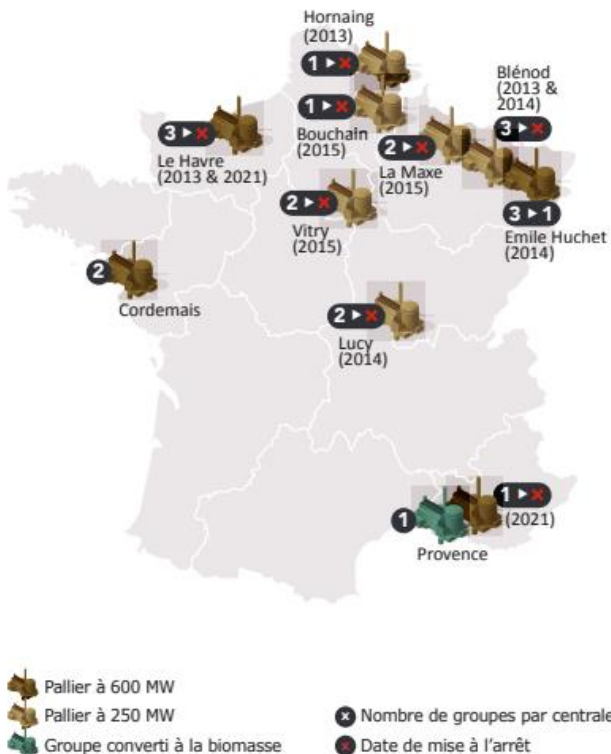 Hornaing
(2013)
1 ► ×
Blénod
(2013 &
2014)
1 ► ×
3 ► ×
3 ► ×
Bouchain
(2015)
2 ► ×
Le Havre
(2013 & 2021)
La Maxe
(2015)
2 ► ×
3 ► 1
Vitry
(2015)
Emile Huchet
(2014)
2
Cordemais
2 ► ×
Lucy
(2014)
1 ► ×
(2021)
1
Provence
Pallier à 600 MW
Pallier à 250 MW
× Nombre de groupes par centrale
Groupe converti à la biomasse
× Date de mise à l’arrêt